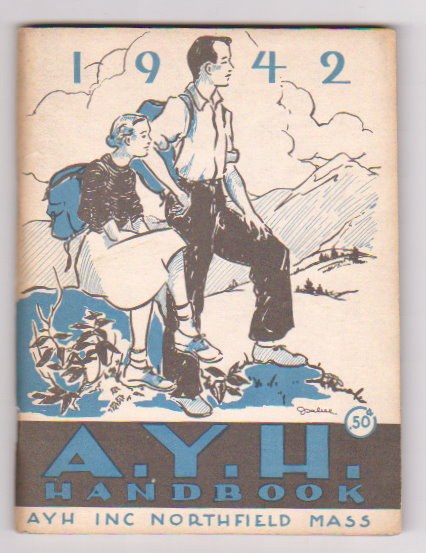 1942
.50¢
A.Y.H.
HANDBOOK
AYH INC NORTHFIELD MASS